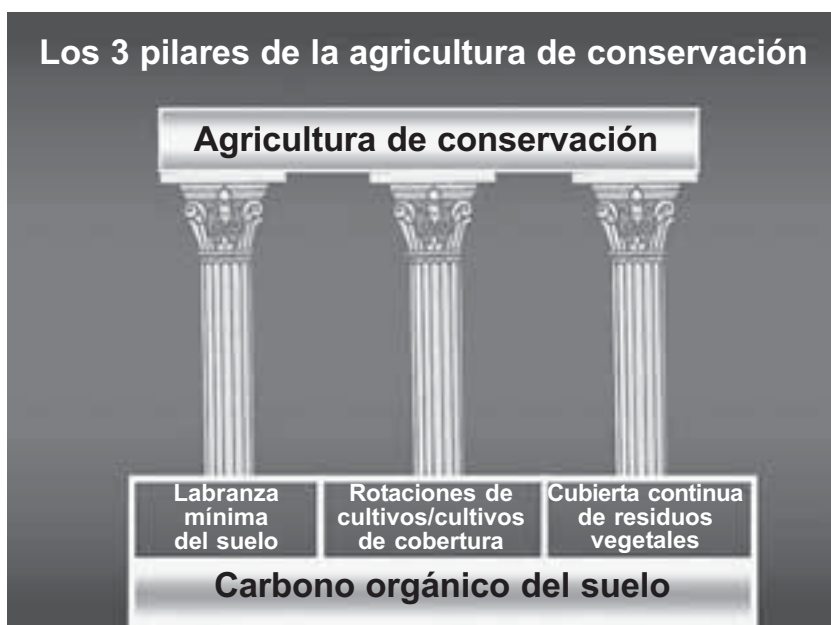 Los 3 pilares de la agricultura de conservación
Agricultura de conservación
Labranza
mínima
del suelo
Rotaciones de
cultivos/cultivos
de cobertura
Cubierta continua
de residuos
vegetales
Carbono orgánico del suelo